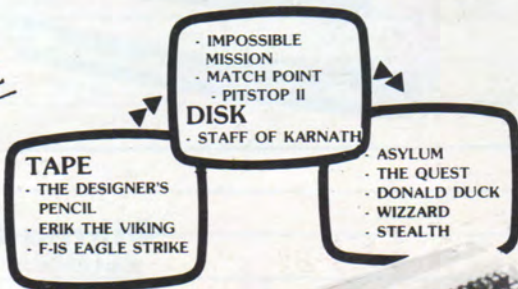 - IMPOSSIBLE
MISSION
- MATCH POINT
- PITSTOP II
DISK
- STAFF OF KARNATH
TAPE
- THE DESIGNER'S
PENCIL
- ERIK THE VIKING
- F-IS EAGLE STRIKE
- ASYLUM
- THE QUEST
- DONALD DUCK
- WIZZARD
- STEALTH